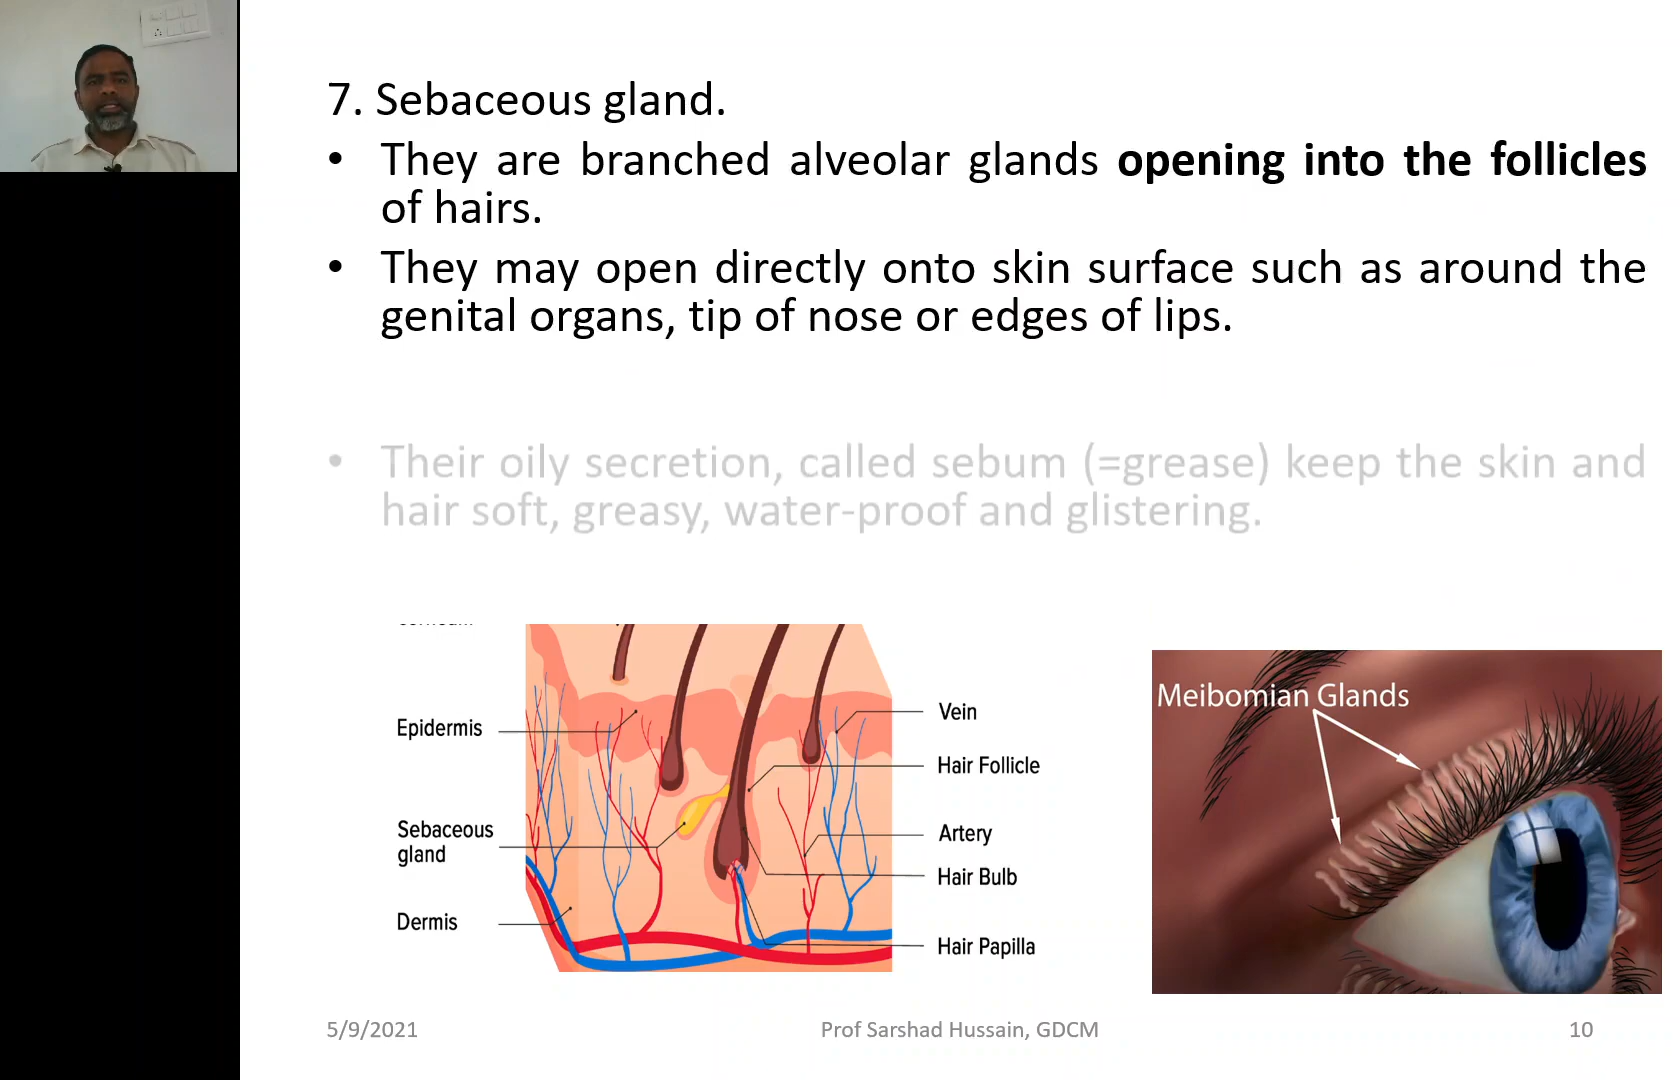 7. Sebaceous gland.
• They are branched alveolar glands opening into the follicles
of hairs.
• They may open directly onto skin surface such as around the
genital organs, tip of nose or edges of lips.
• Their oily secretion, called sebum (=grease) keep the skin and
hair soft, greasy, water-proof and glistering.
Epidermis
Sebaceous
gland
Dermis
Vein
Hair Follicle
Artery
Hair Bulb
Hair Papilla
Meibomian Glands
5/9/2021
Prof Sarshad Hussain, GDCM
10